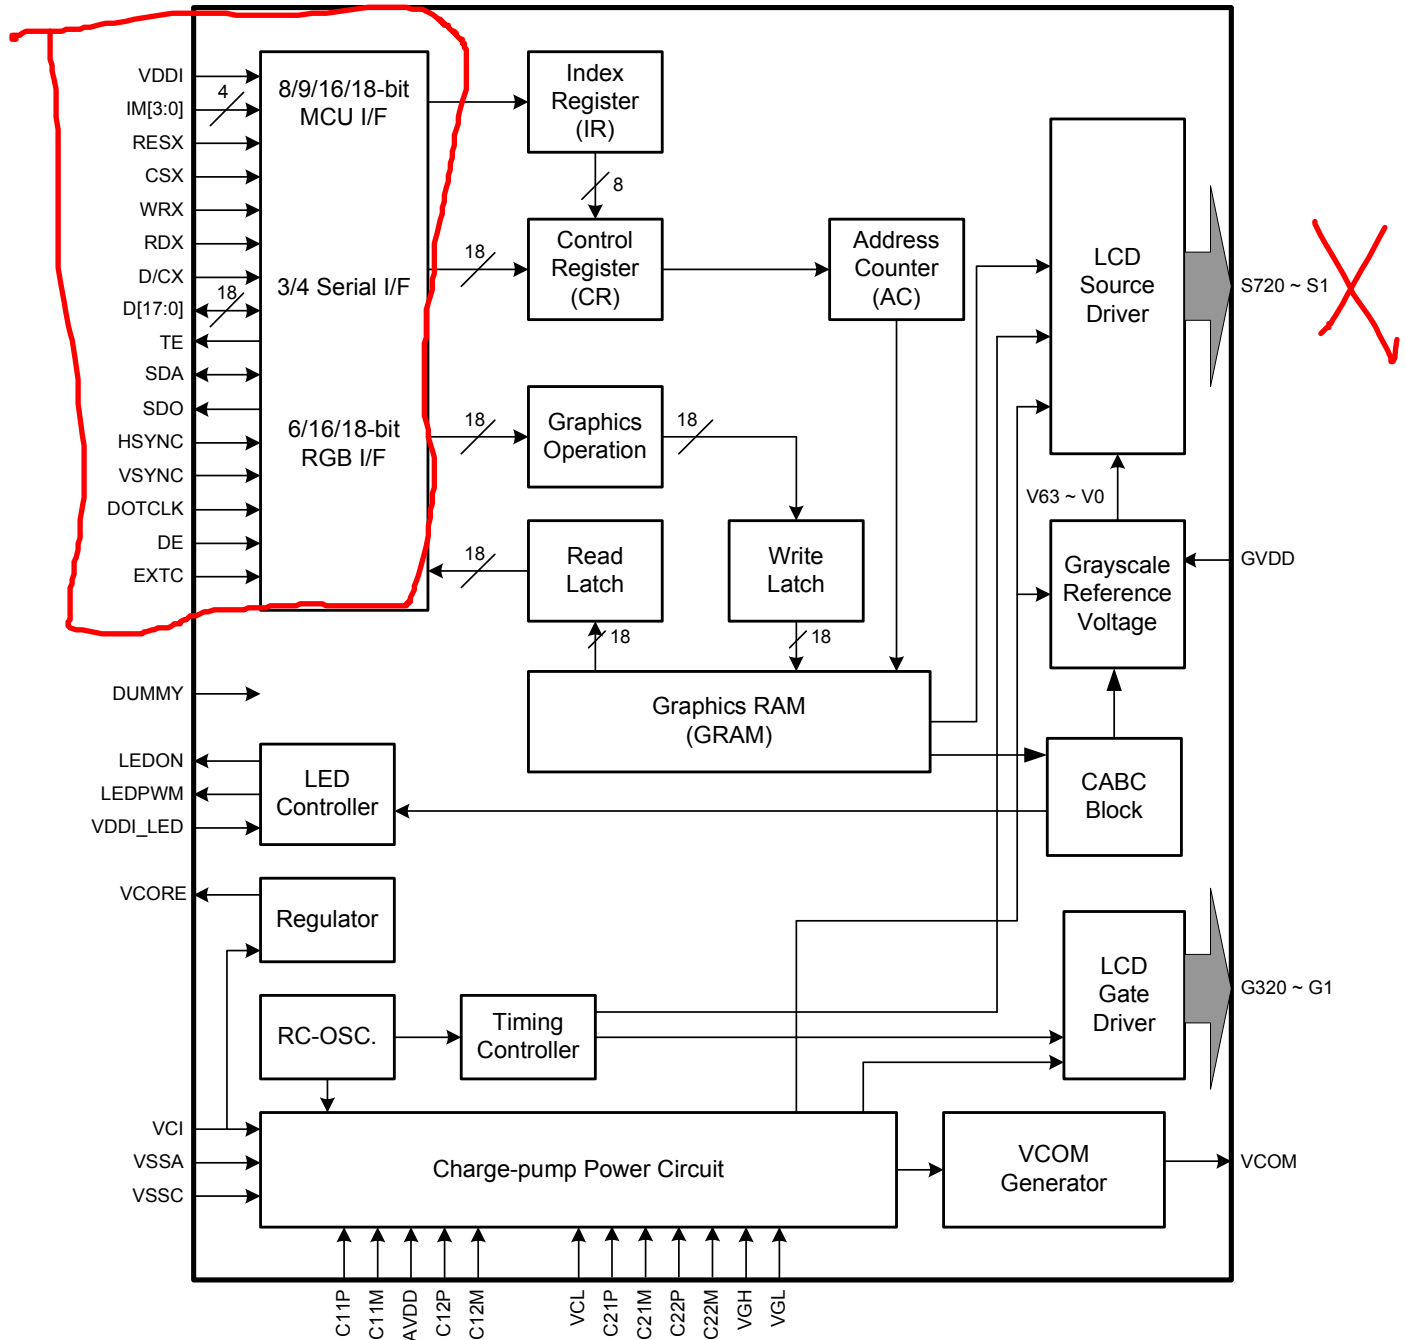 VDDI
IM[3:0]
RESX
CSX
WRX
RDX
D/CX
D[17:0]
TE
SDA
SDO
HSYNC
VSYNC
DOTCLK
DE
EXTC
4
18
8/9/16/18-bit
MCU I/F
3/4 Serial I/F
6/16/18-bit
RGB I/F
Index
Register
(IR)
8
18
Control
Register
(CR)
Address
Counter
(AC)
18
Graphics
Operation
18
18
Read
Latch
Write
Latch
18
18
Graphics RAM
(GRAM)
LCD
Source
Driver
S720 ~ S1
V63 ~ V0
Grayscale
Reference
Voltage
GVDD
CABC
Block
DUMMY
LEDON
LEDPWM
VDDI_LED
LED
Controller
VCORE
Regulator
RC-OSC.
Timing
Controller
LCD
Gate
Driver
G320 ~ G1
VCI
VSSA
VSSC
Charge-pump Power Circuit
VCOM
Generator
VCOM
C11P
C11M
AVDD
C12P
C12M
VCL
C21P
C21M
C22P
C22M
VGH
VGL